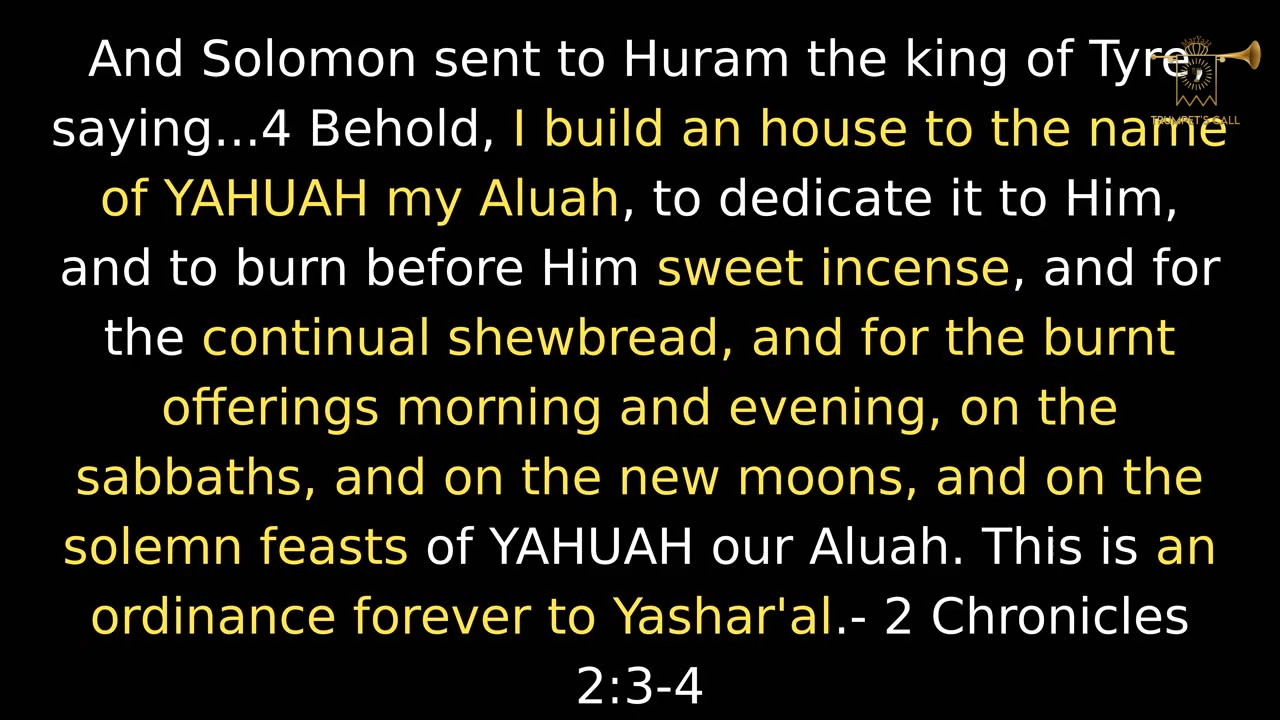 And Solomon sent to Huram the king of Tyre
saying...4 Behold, I build an house to the name
of YAHUAH my Aluah, to dedicate it to Him,
and to burn before Him sweet incense, and for
the continual shewbread, and for the burnt
offerings morning and evening, on the
sabbaths, and on the new moons, and on the
solemn feasts of YAHUAH our Aluah. This is an
ordinance forever to Yashar'al.- 2 Chronicles
2:3-4
TRUMPET'S CALL